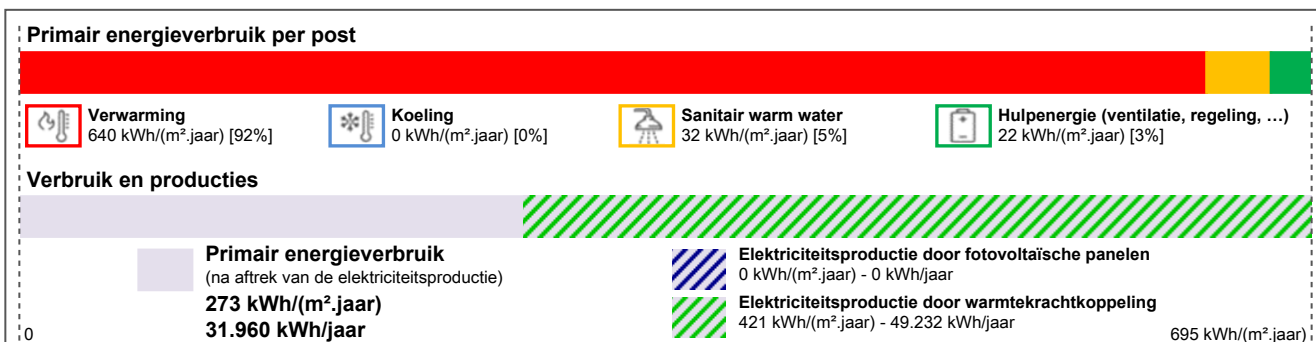 Primair energieverbruik per post
Verwarming
640 kWh/(m².jaar) [92%]
Koeling
0 kWh/(m².jaar) [0%]
Sanitair warm water
32 kWh/(m².jaar) [5%]
Hulpenergie (ventilatie, regeling, …)
22 kWh/(m².jaar) [3%]
Verbruik en producties
Primair energieverbruik
(na aftrek van de elektriciteitsproductie)
273 kWh/(m².jaar)
31.960 kWh/jaar
Elektriciteitsproductie door fotovoltaïsche panelen
0 kWh/(m².jaar) - 0 kWh/jaar
Elektriciteitsproductie door warmtekrachtkoppeling
421 kWh/(m².jaar) - 49.232 kWh/jaar
0
695 kWh/(m².jaar)